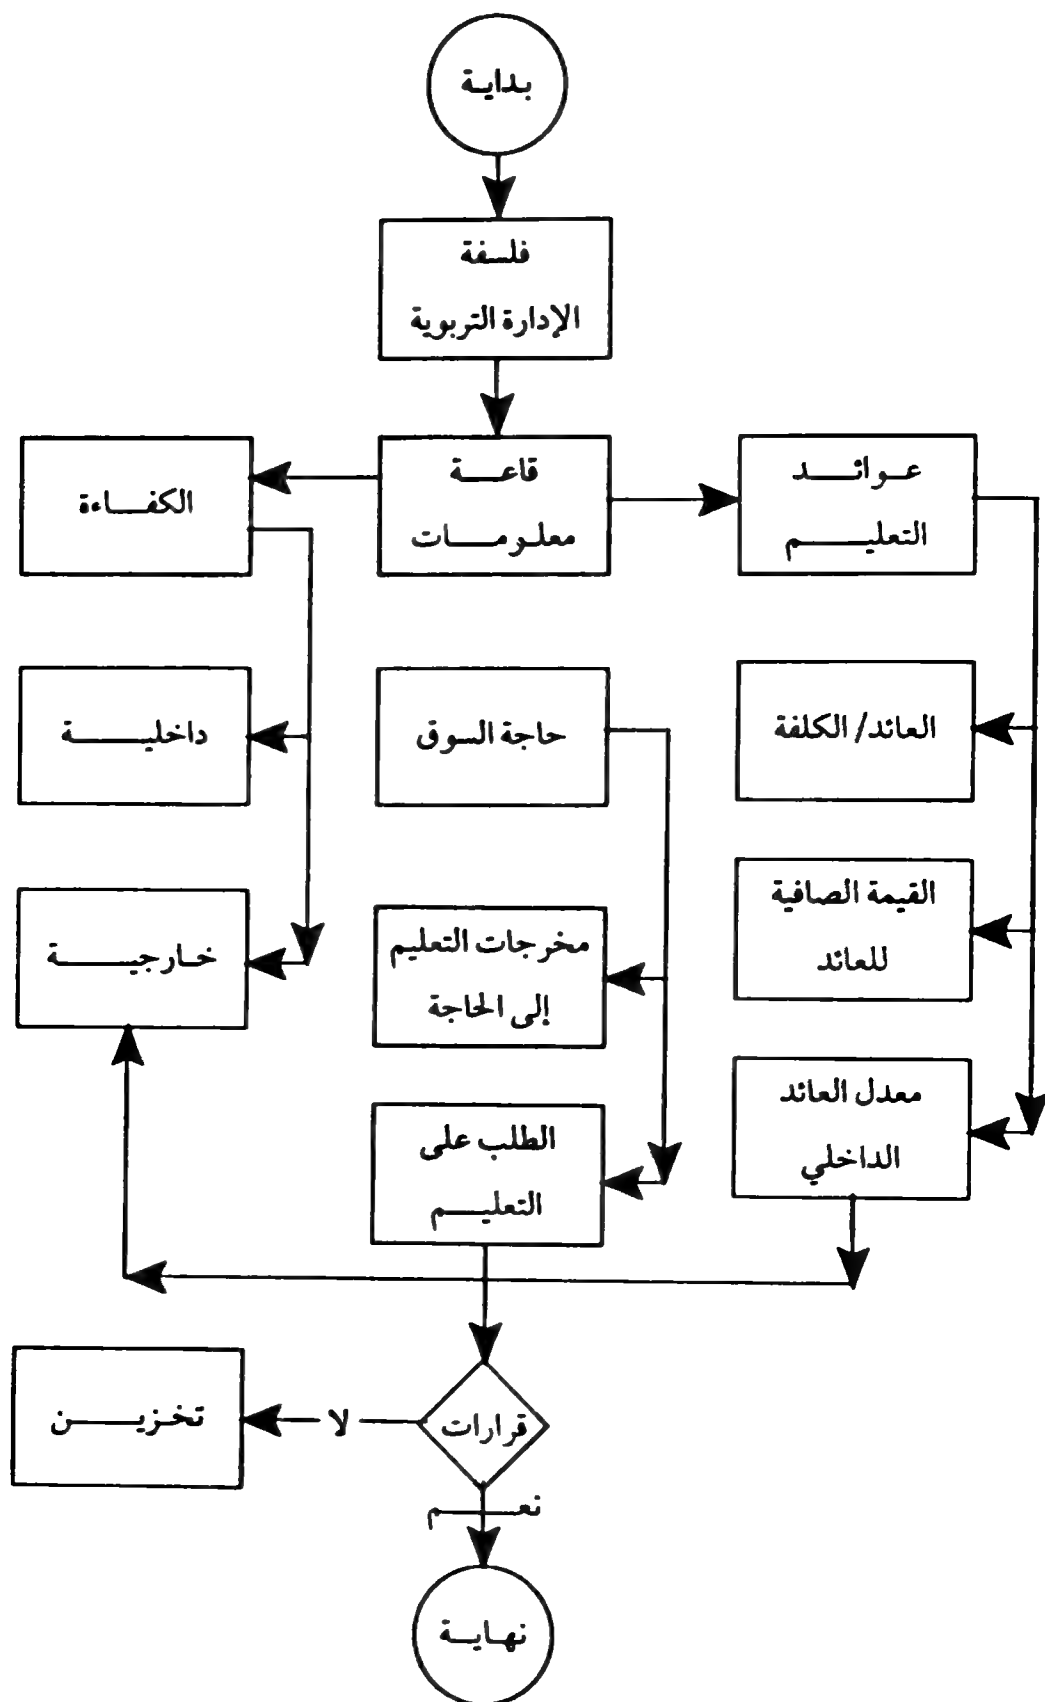 بداية
فلسفة
الإدارة التربوية
عوائد
التعليم
قاعة
معلومات
الكفاءة
العائد/ الكلفة
حاجة السوق
داخلية
القيمة الصافية
للعائد
مخرجات التعليم
إلى الحاجة
خارجية
معدل العائد
الداخلي
الطلب على
التعليم
قرارات
لا
تخزين
نعم
نهاية